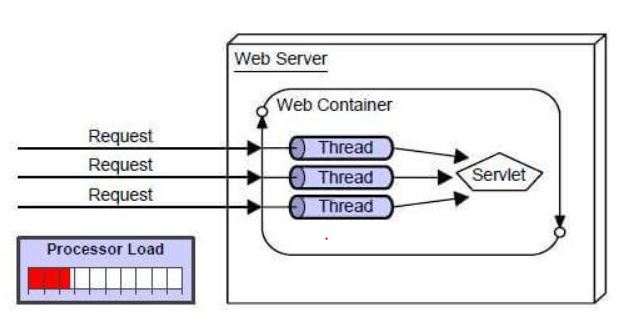 Web Server
Web Container
Request
Thread
Request
Thread
Servlet
Request
Thread
Processor Load